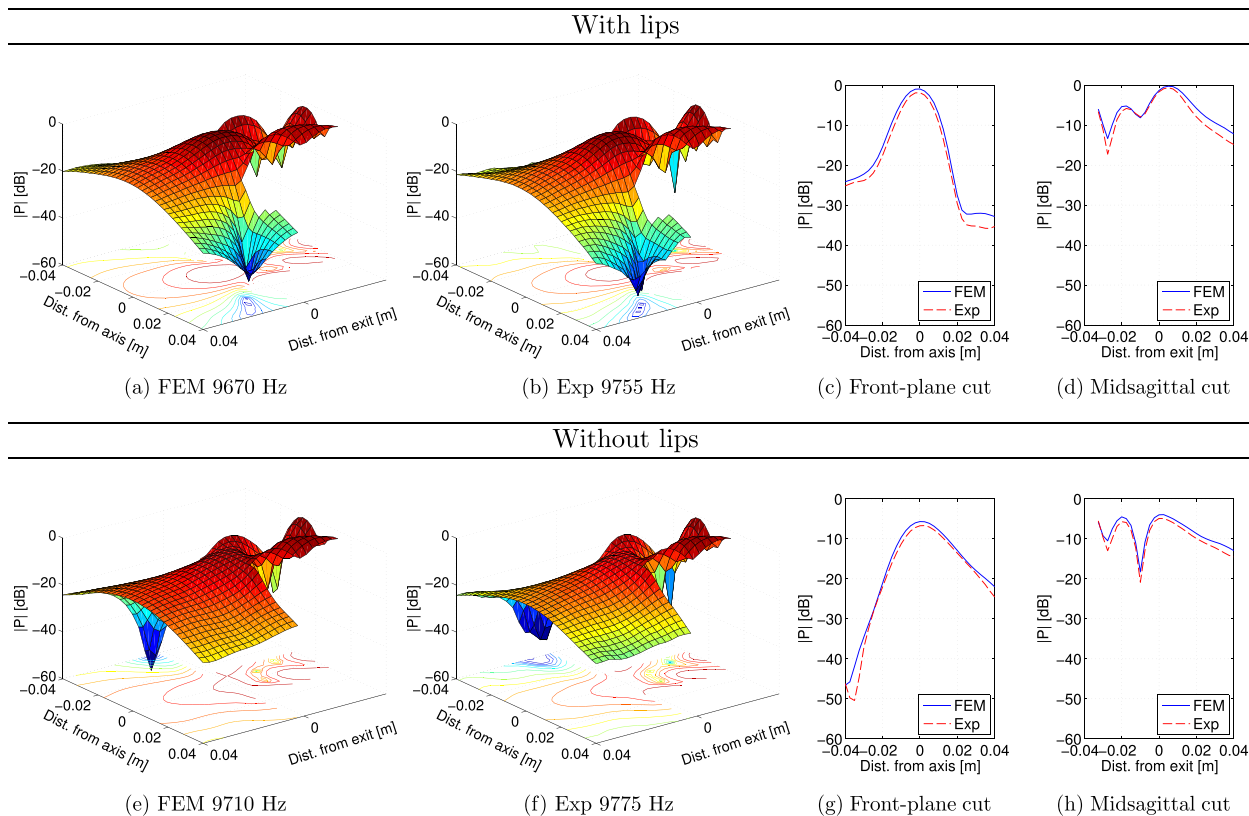 With lips
0
−20
−40
−60
|P| [dB]
−0.04
−0.02
0
0.02
0.04
Dist. from axis [m]
0.04
0
Dist. from exit [m]
0
−20
−40
−60
|P| [dB]
−0.04
−0.02
0
0.02
0.04
Dist. from axis [m]
0.04
0
Dist. from exit [m]
0
−10
−20
−30
−40
−50
−60
|P| [dB]
FEM
Exp
−0.04 −0.02 0 0.02 0.04
Dist. from axis [m]
0
−10
−20
−30
−40
−50
−60
|P| [dB]
FEM
Exp
−0.04 −0.02 0 0.02 0.04
Dist. from exit [m]
(a) FEM 9670 Hz
(b) Exp 9755 Hz
(c) Front-plane cut
(d) Midsagittal cut
Without lips
0
−20
−40
−60
|P| [dB]
−0.04
−0.02
0
0.02
0.04
Dist. from axis [m]
0.04
0
Dist. from exit [m]
0
−20
−40
−60
|P| [dB]
−0.04
−0.02
0
0.02
0.04
Dist. from axis [m]
0.04
0
Dist. from exit [m]
0
−10
−20
−30
−40
−50
−60
|P| [dB]
FEM
Exp
−0.04 −0.02 0 0.02 0.04
Dist. from axis [m]
0
−10
−20
−30
−40
−50
−60
|P| [dB]
FEM
Exp
−0.04 −0.02 0 0.02 0.04
Dist. from exit [m]
(e) FEM 9710 Hz
(f) Exp 9775 Hz
(g) Front-plane cut
(h) Midsagittal cut